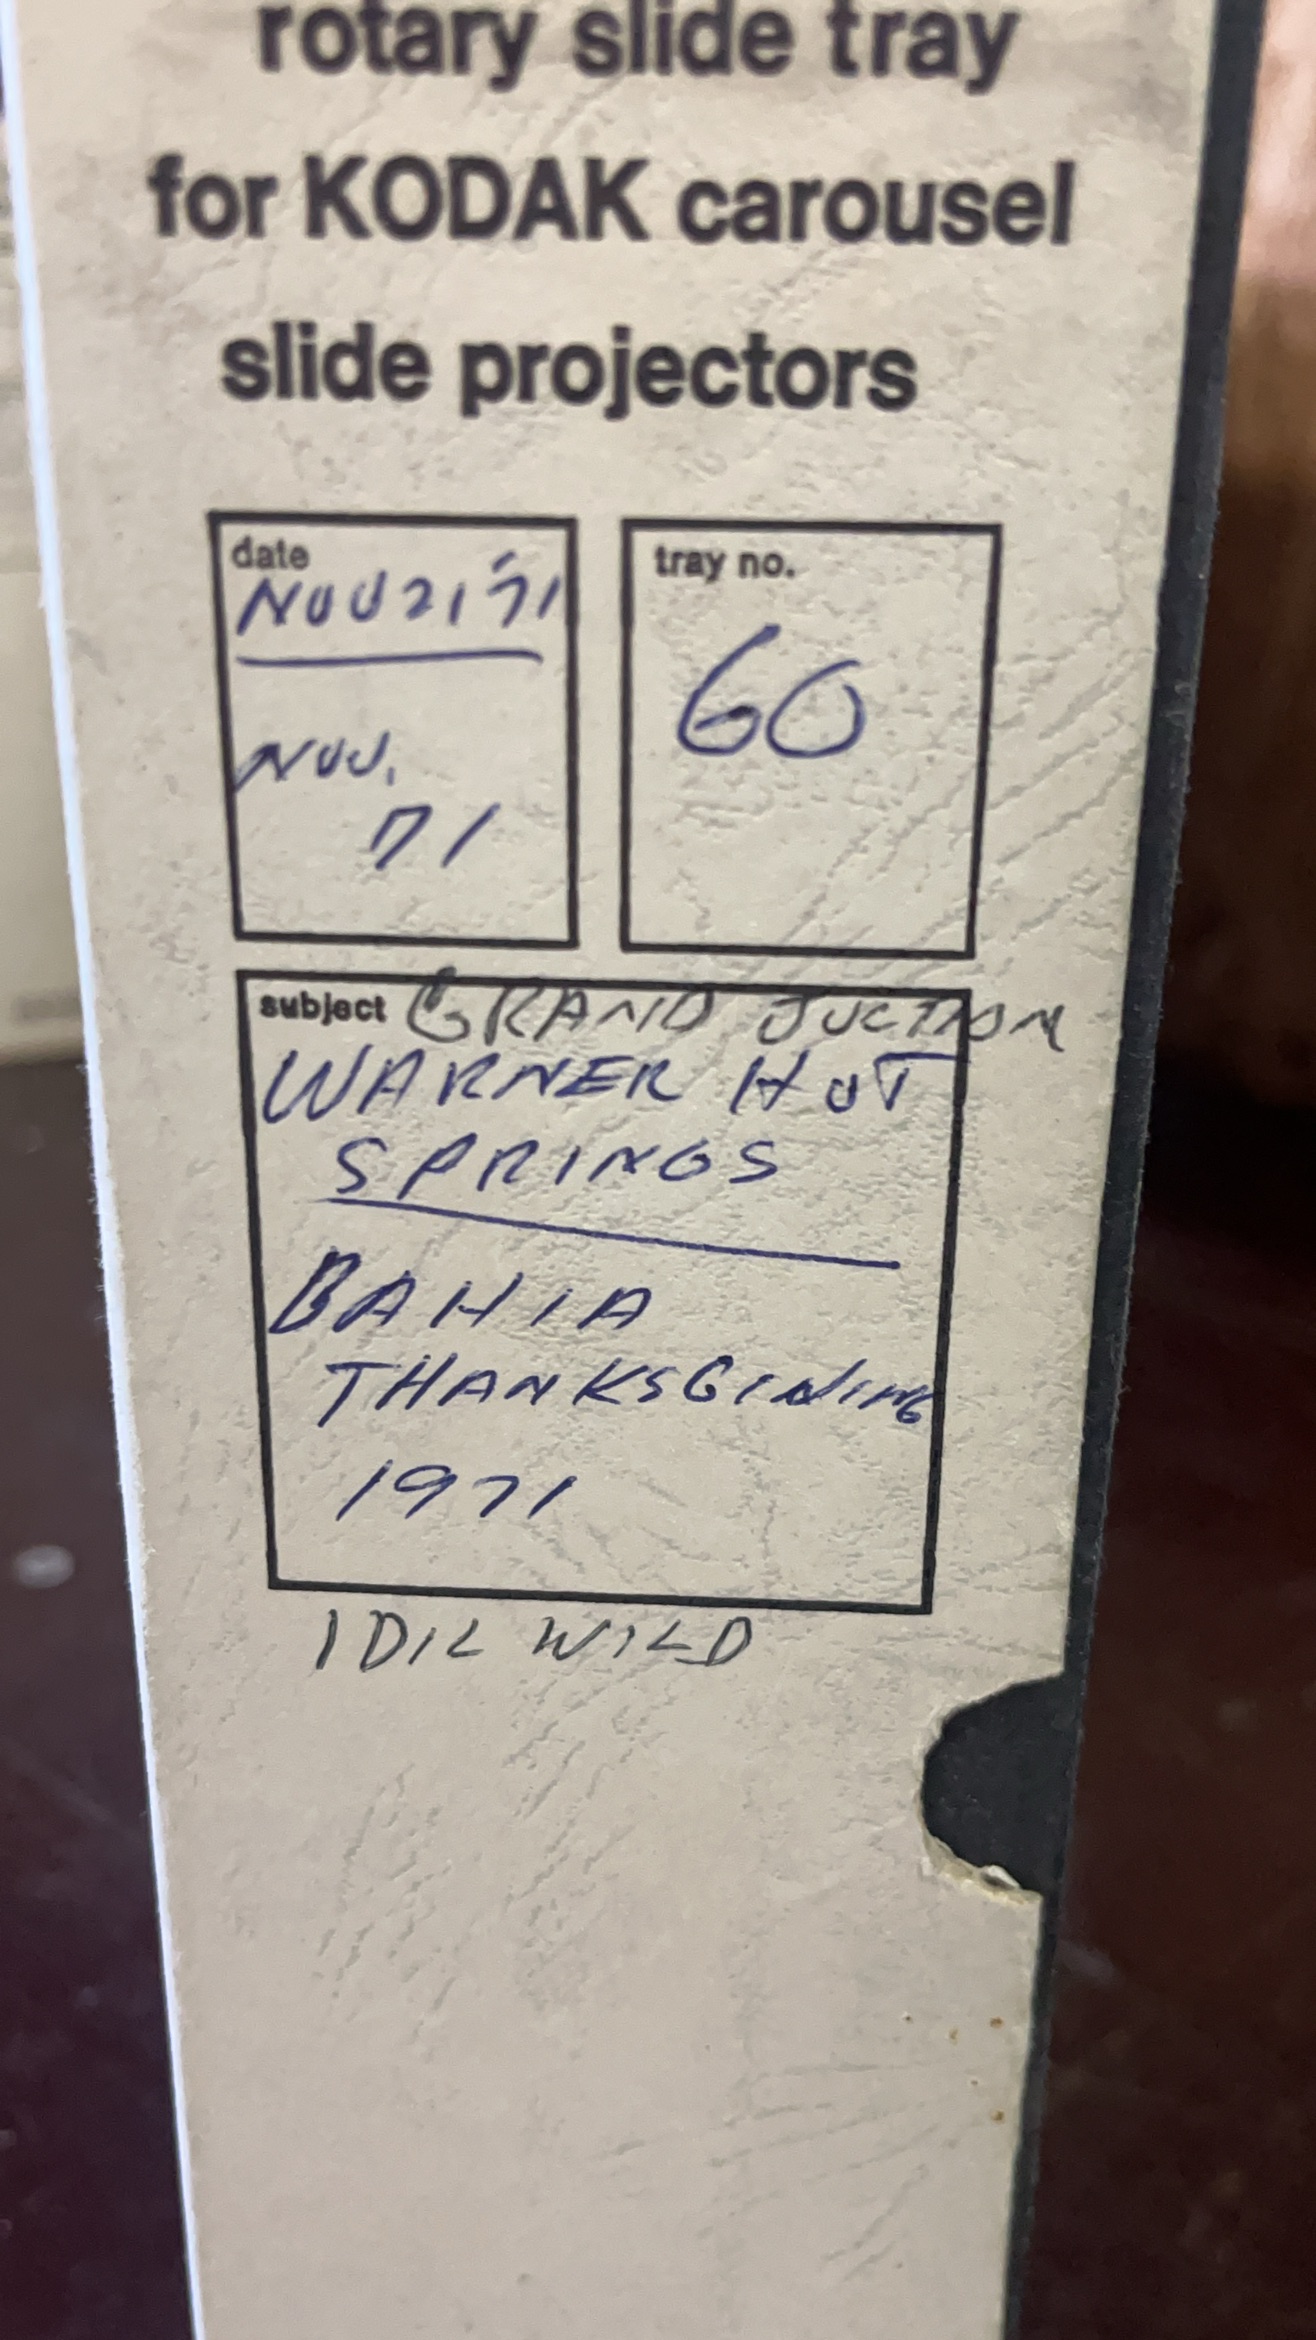 rotary slide tray
for KODAK carousel
slide projectors
date
NOV 21 '71
NOV.
71
tray no.
60
subject GRAND JUCTION
WARNER HOT
SPRINGS
BAHIA
THANKSGIVING
1971
IDIL WILD